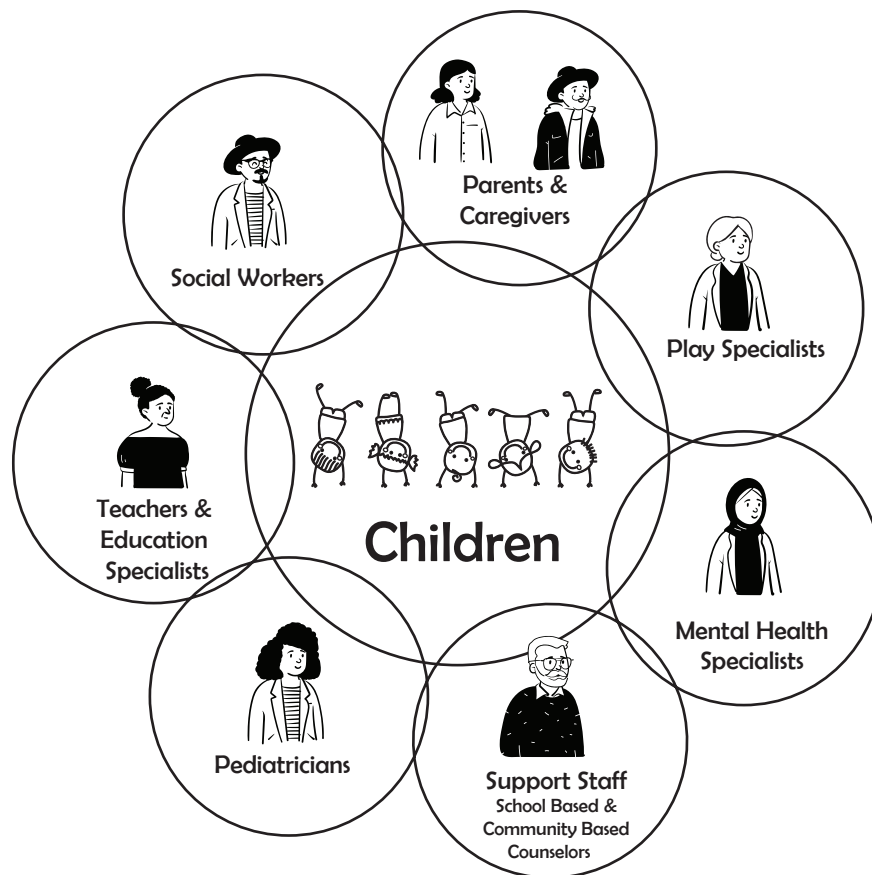 Parents &
Caregivers
Social Workers
Play Specialists
Teachers &
Education
Specialists
Children
Mental Health
Specialists
Pediatricians
Support Staff
School Based &
Community Based
Counselors